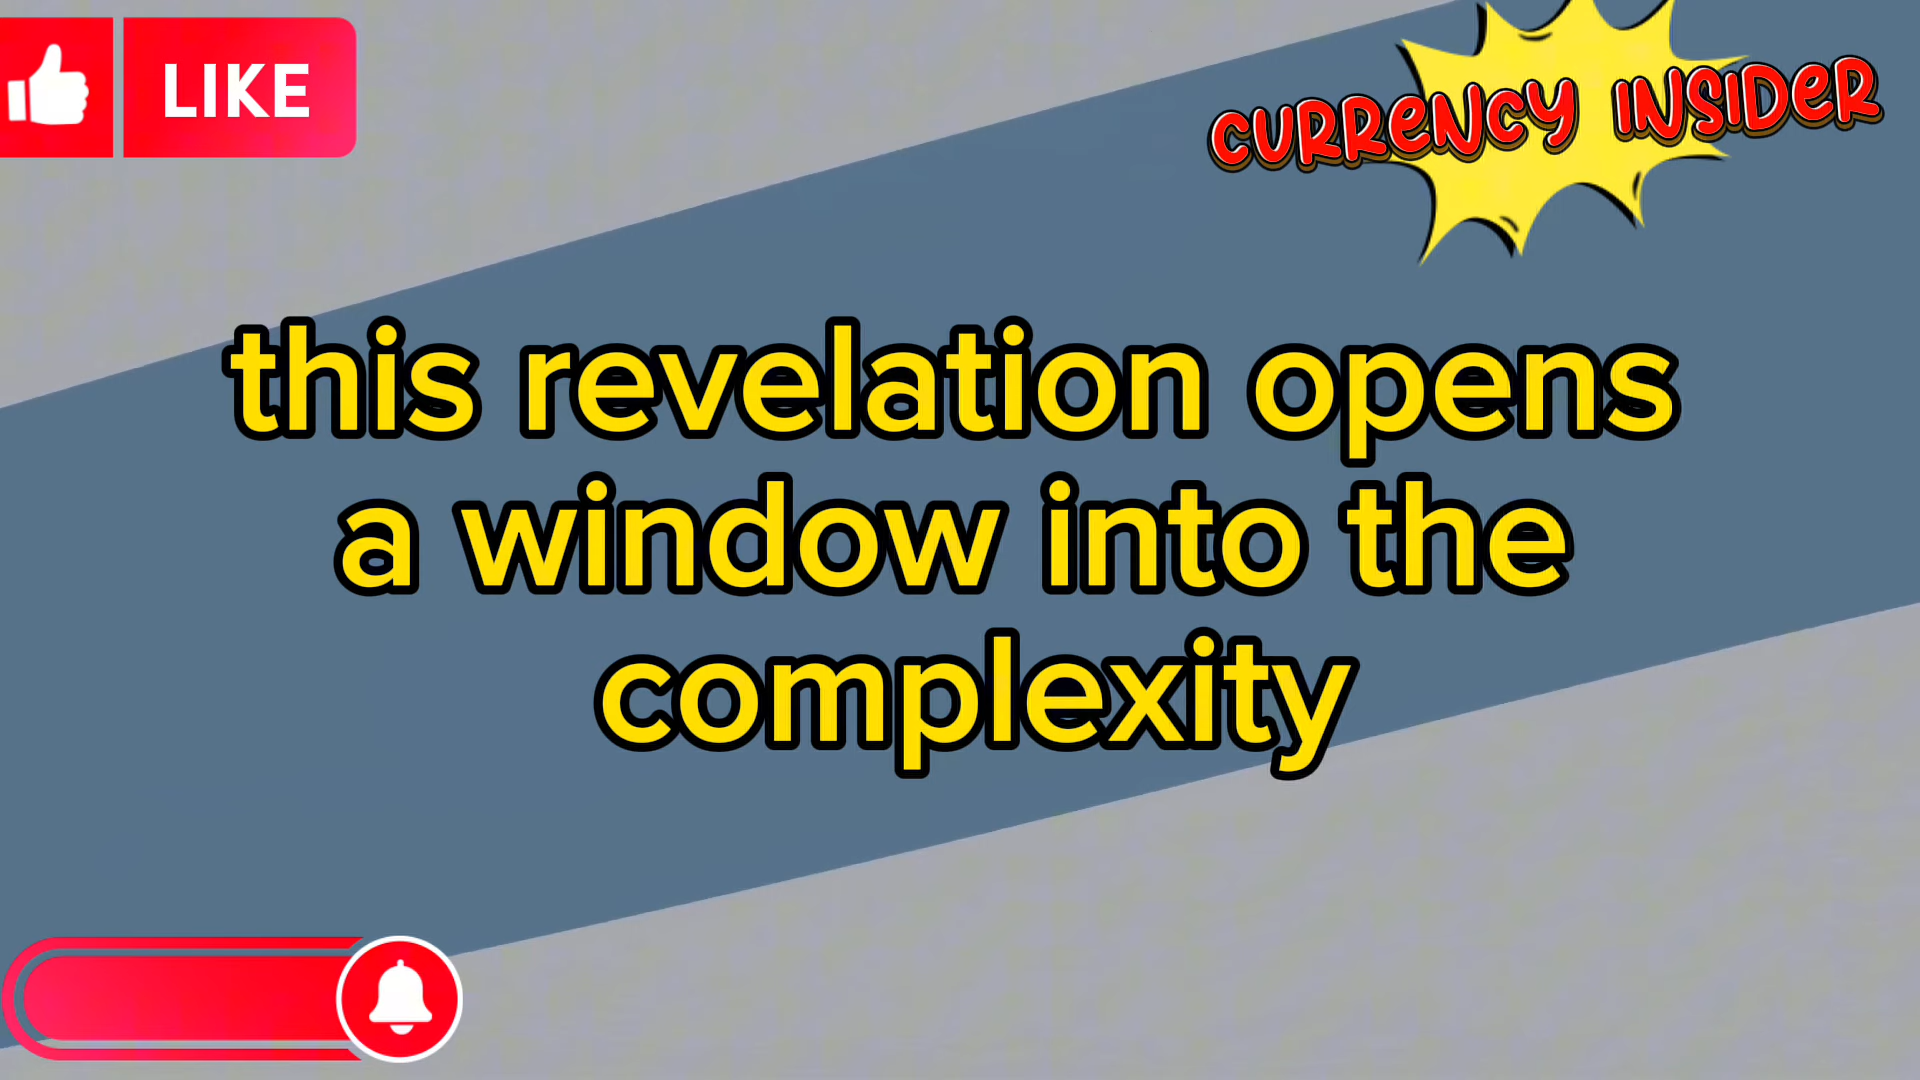 LIKE
CURRENCY INSIDER
this revelation opens
a window into the
complexity